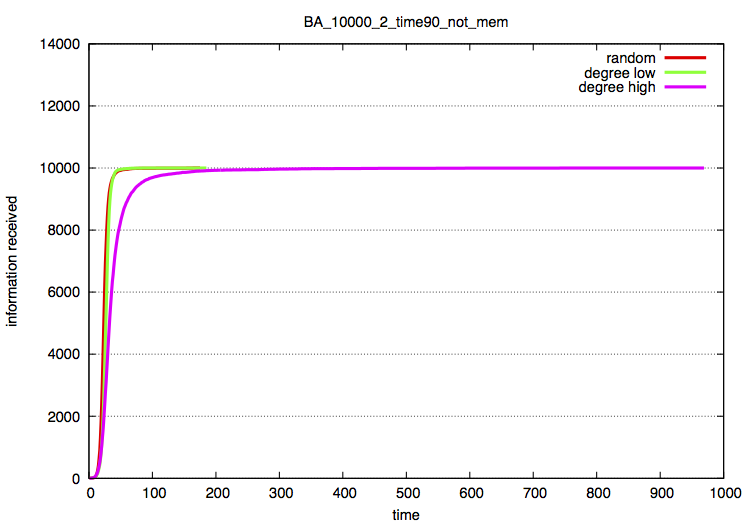 BA_10000_2_time90_not_mem
14000
12000
10000
8000
6000
4000
2000
0
information received
random
degree low
degree high
0 100 200 300 400 500 600 700 800 900 1000
time